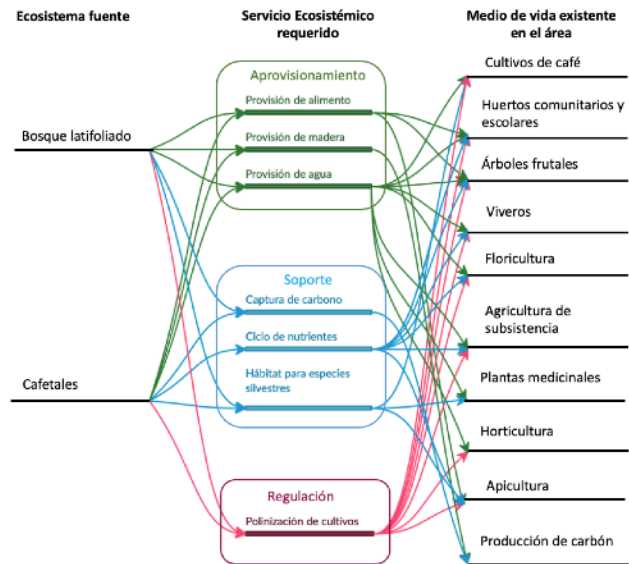 Ecosistema fuente
Servicio Ecosistémico
requerido
Medio de vida existente
en el área
Bosque latifoliado
Cafetales
Aprovisionamiento
Provisión de alimento
Provisión de madera
Provisión de agua
Soporte
Captura de carbono
Ciclo de nutrientes
Hábitat para especies
silvestres
Regulación
Polinización de cultivos
Cultivos de café
Huertos comunitarios y
escolares
Árboles frutales
Viveros
Floricultura
Agricultura de
subsistencia
Plantas medicinales
Horticultura
Apicultura
Producción de carbón